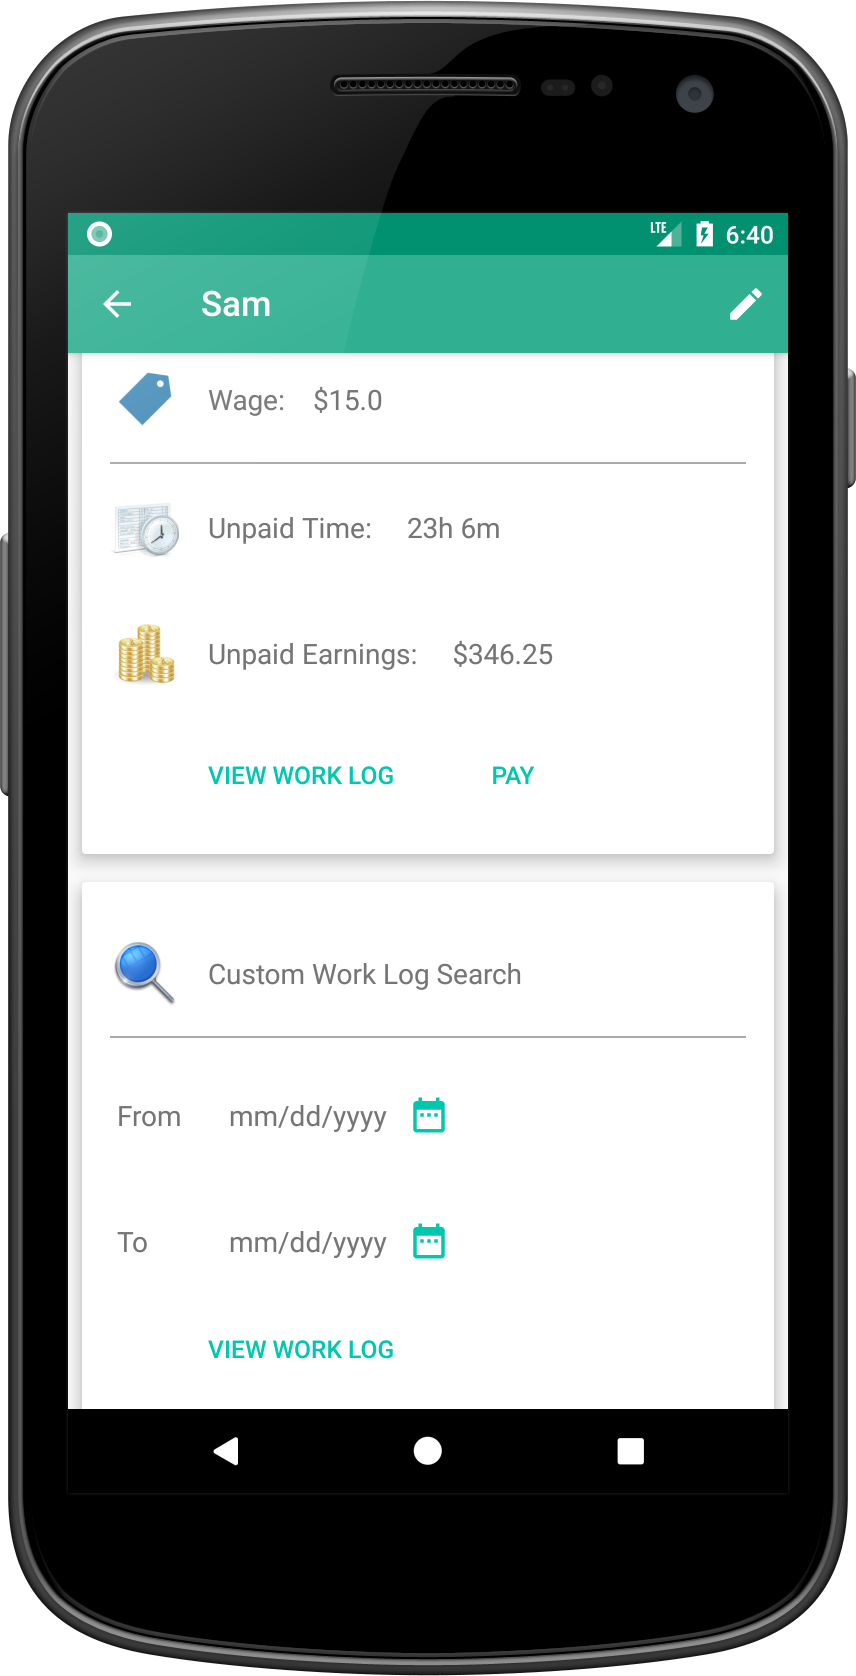 LTE 6:40
Sam
Wage: $15.0
Unpaid Time: 23h 6m
Unpaid Earnings: $346.25
VIEW WORK LOG PAY
Custom Work Log Search
From mm/dd/yyyy
To mm/dd/yyyy
VIEW WORK LOG